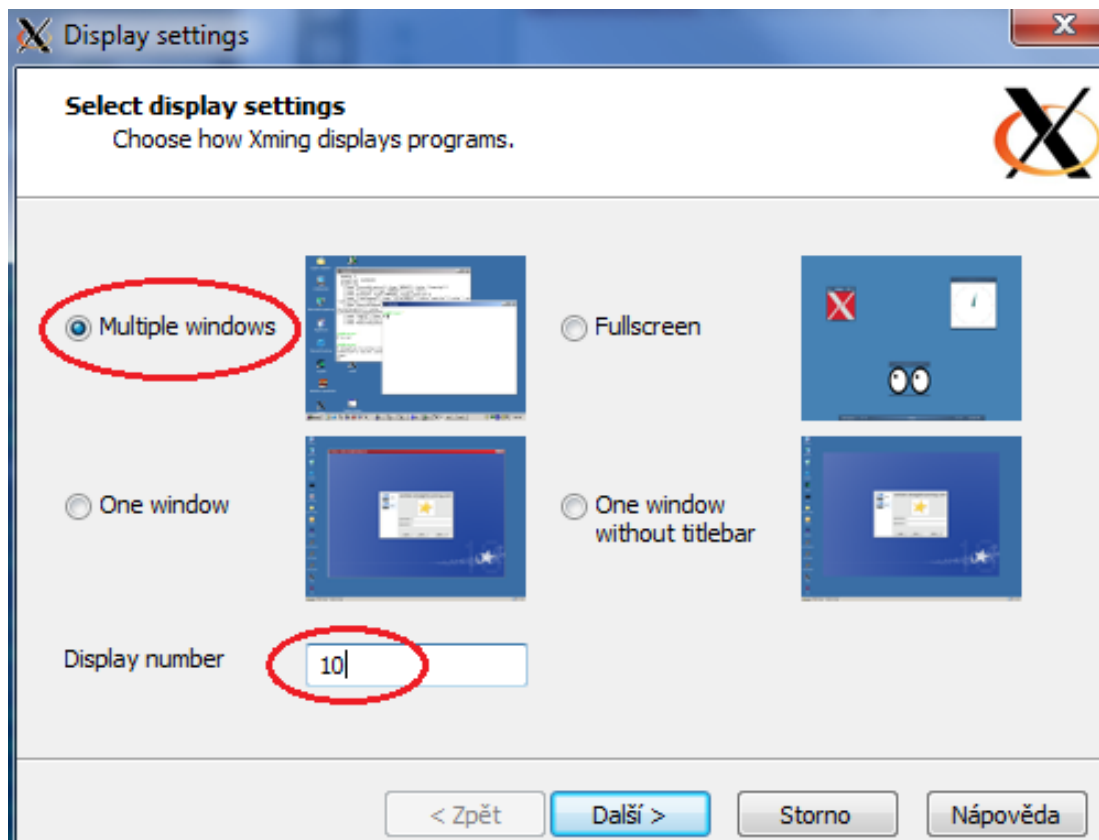 Display settings
Select display settings
Choose how Xming displays programs.
Multiple windows
Fullscreen
One window
One window
without titlebar
Display number
10
< Zpět
Další >
Storno
Nápověda